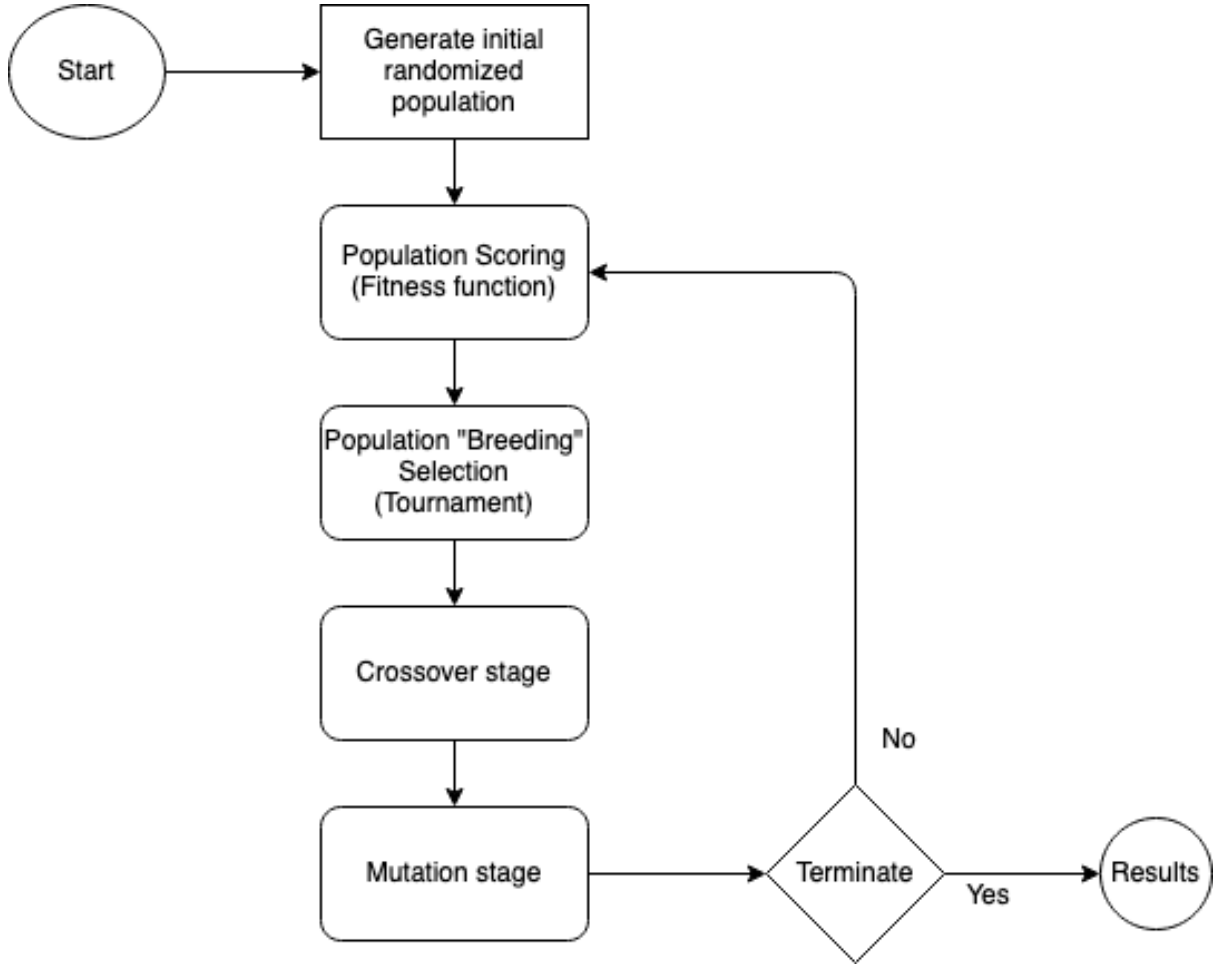 Start
Generate initial
randomized
population
Population Scoring
(Fitness function)
Population "Breeding"
Selection
(Tournament)
Crossover stage
No
Mutation stage
Terminate
Yes
Results